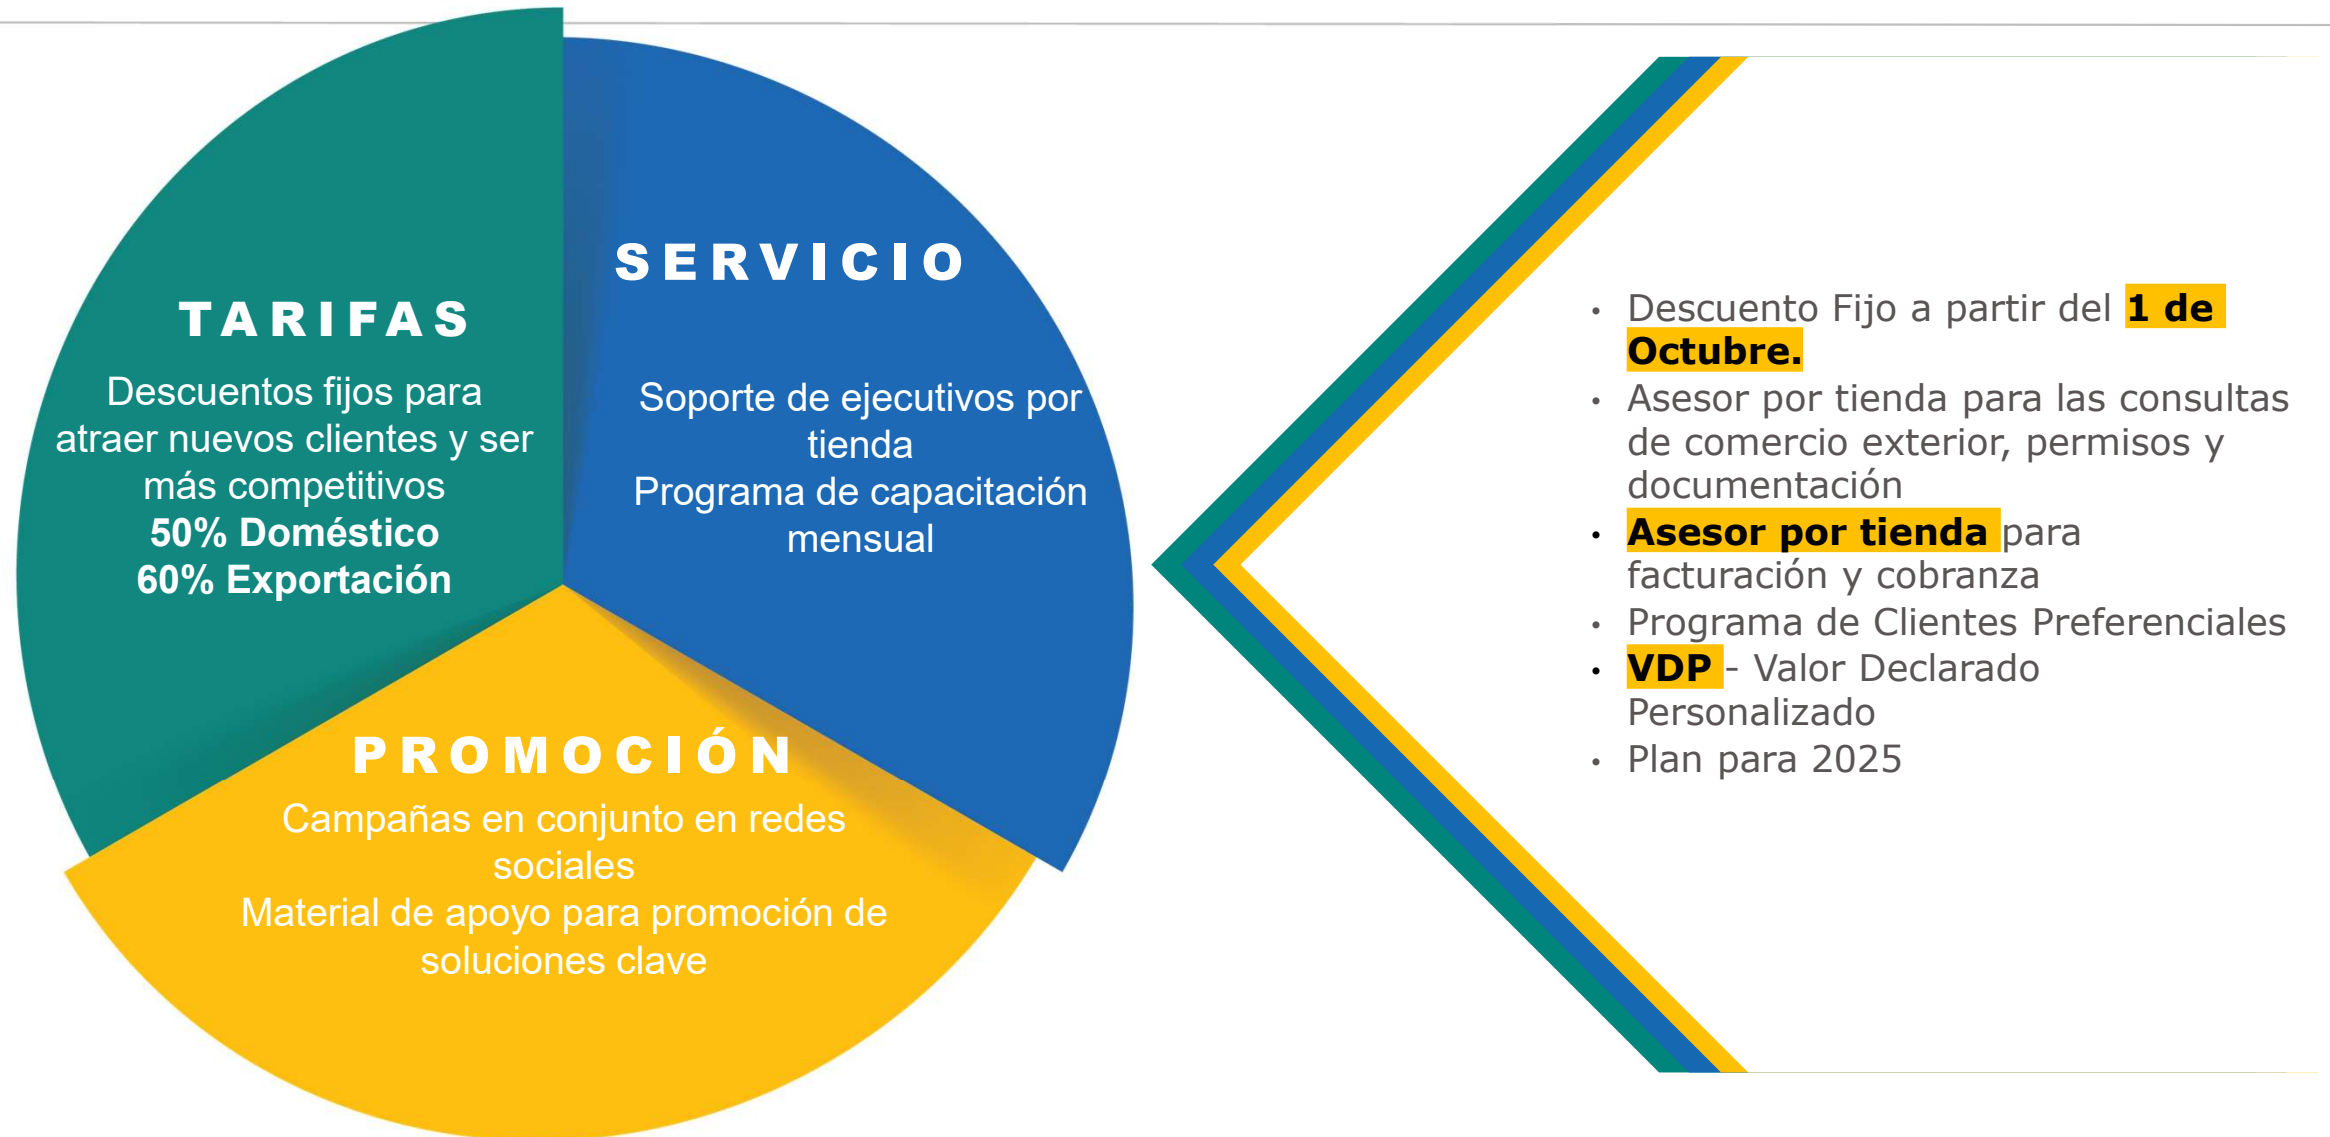 TARIFAS
Descuentos fijos para
atraer nuevos clientes y ser
más competitivos
50% Doméstico
60% Exportación
SERVICIO
Soporte de ejecutivos por
tienda
Programa de capacitación
mensual
PROMOCIÓN
Campañas en conjunto en redes
sociales
Material de apoyo para promoción de
soluciones clave
• Descuento Fijo a partir del 1 de
Octubre.
• Asesor por tienda para las consultas
de comercio exterior, permisos y
documentación
• Asesor por tienda para
facturación y cobranza
• Programa de Clientes Preferenciales
• VDP - Valor Declarado
Personalizado
• Plan para 2025